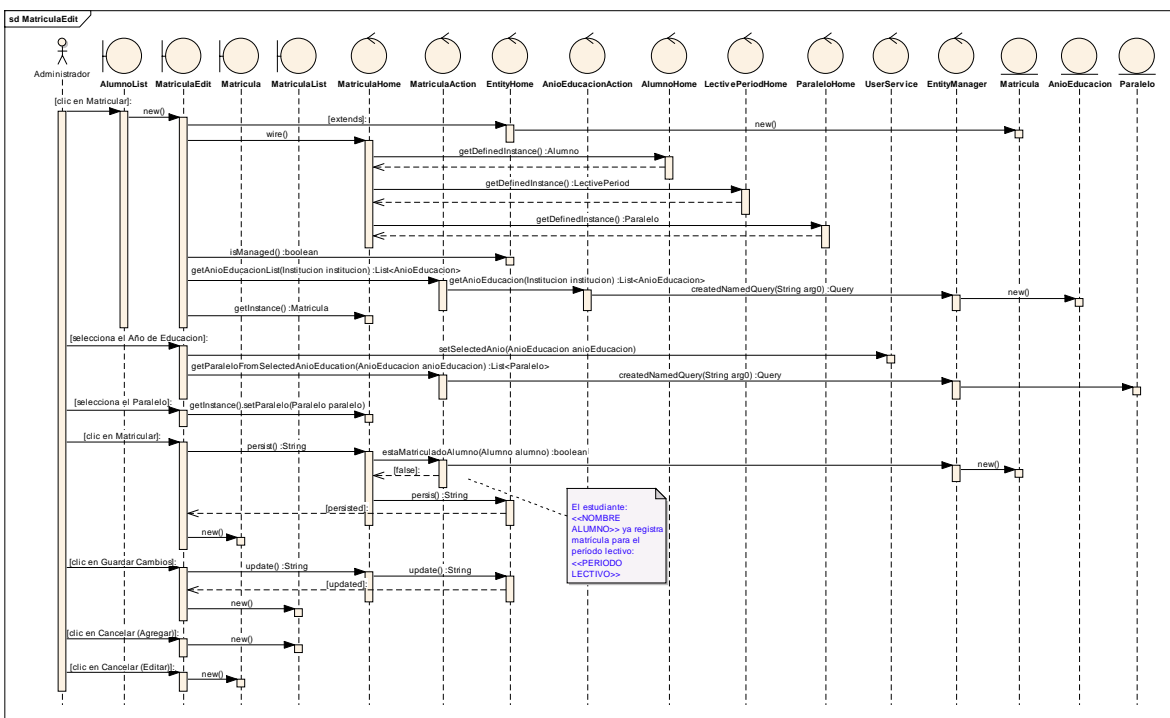 sd MatriculaEdit
Administrador
AlumnoList
MatriculaEdit
Matricula
MatriculaList
MatriculaHome
MatriculaAction
EntityHome
AnioEducacionAction
AlumnoHome
LectivePeriodHome
ParaleloHome
UserService
EntityManager
Matricula
AnioEducacion
Paralelo
[clic en Matricular]:
new()
[extends]:
new()
wire()
getDefinedInstance() :Alumno
getDefinedInstance() :LectivePeriod
getDefinedInstance() :Paralelo
isManaged() :boolean
getAnioEducacionList(Institucion institucion) :List<AnioEducacion>
getAnioEducacion(Institucion institucion) :List<AnioEducacion>
createdNamedQuery(String arg0) :Query
new()
getInstance() :Matricula
[selecciona el Año de Educacion]:
setSelectedAnio(AnioEducacion anioEducacion)
getParaleloFromSelectedAnioEducation(AnioEducacion anioEducacion) :List<Paralelo>
createdNamedQuery(String arg0) :Query
[selecciona el Paralelo]:
getInstance().setParalelo(Paralelo paralelo)
[clic en Matricular]:
persist() :String
estaMatriculadoAlumno(Alumno alumno) :boolean
new()
[false]:
persis() :String
[persisted]:
El estudiante:
<<NOMBRE
ALUMNO>> ya registra
matrícula para el
período lectivo:
<<PERIODO
LECTIVO>>
new()
[clic en Guardar Cambios]:
update() :String
update() :String
[updated]:
new()
[clic en Cancelar (Agregar)]:
new()
[clic en Cancelar (Editar)]:
new()